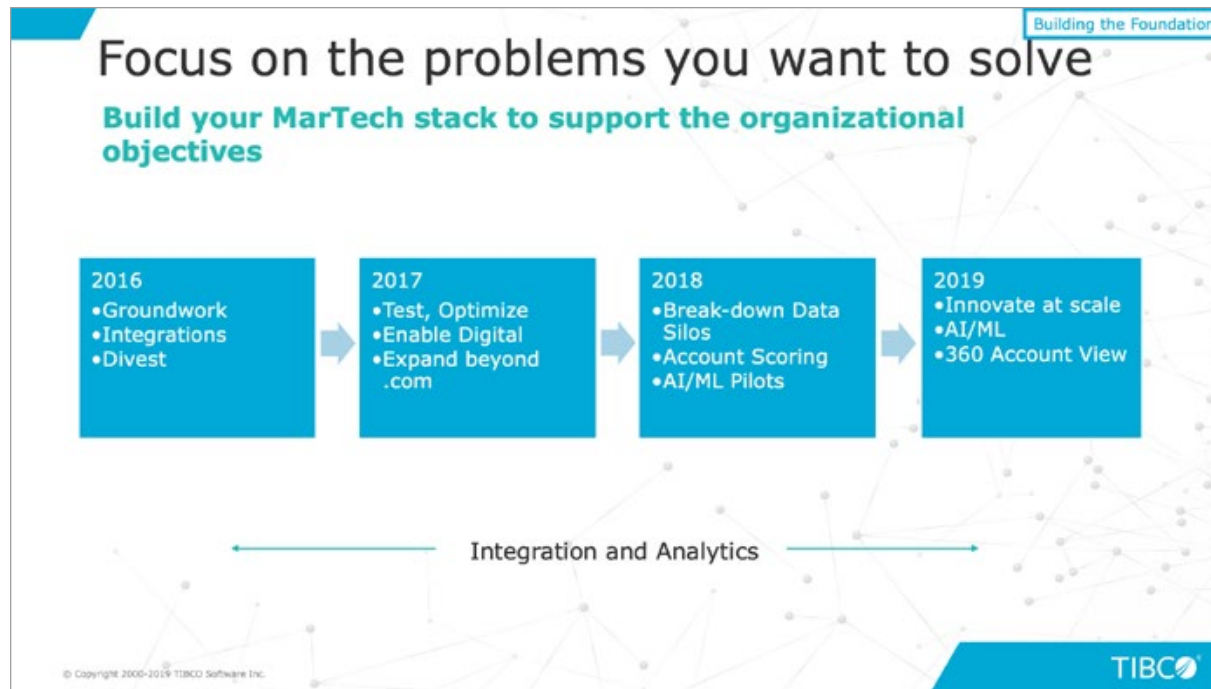 Building the Foundation
Focus on the problems you want to solve
Build your MarTech stack to support the organizational
objectives
2016
•Groundwork
•Integrations
•Divest
2017
•Test, Optimize
•Enable Digital
•Expand beyond
.com
2018
•Break-down Data
Silos
•Account Scoring
•AI/ML Pilots
2019
•Innovate at scale
•AI/ML
•360 Account View
Integration and Analytics
© Copyright 2000-2019 TIBCO Software Inc.
TIBCO